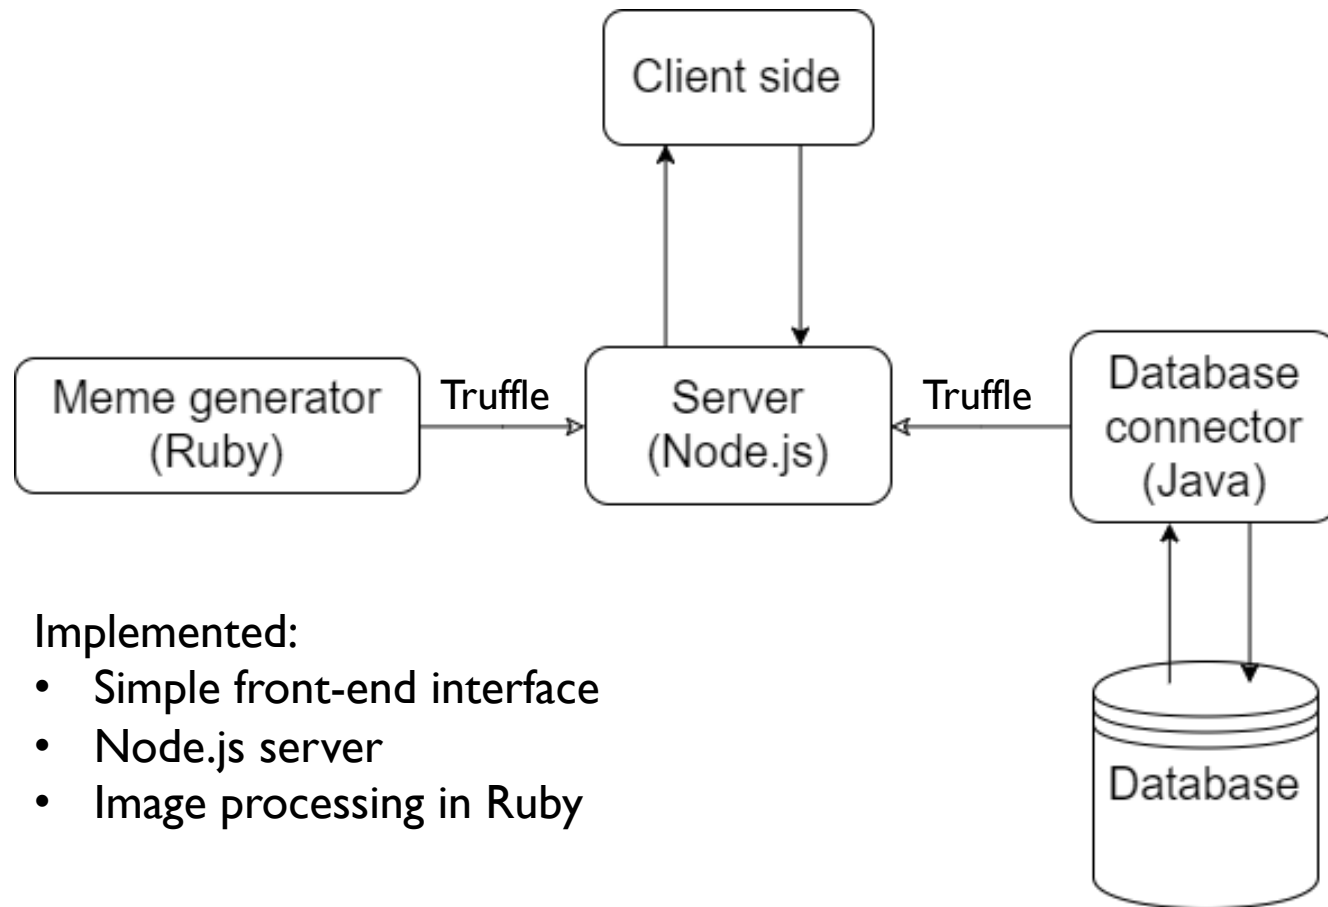 Client side
Meme generator
(Ruby)
Truffle
Server
(Node.js)
Truffle
Database
connector
(Java)
Implemented:
• Simple front-end interface
• Node.js server
• Image processing in Ruby
Database